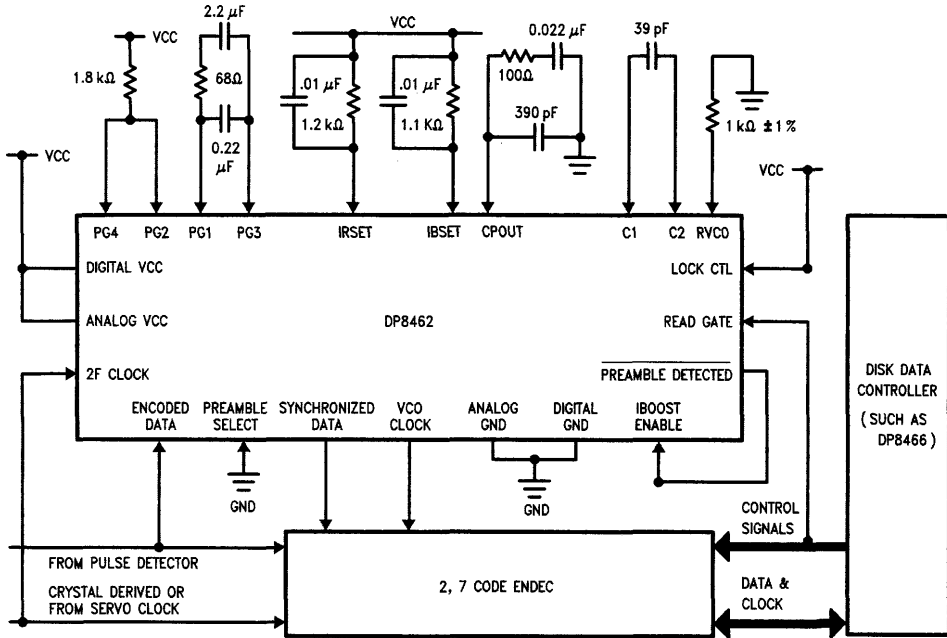 2.2 μF
VCC
1.8 kΩ
68Ω
0.22
μF
VCC
VCC
.01 μF
1.2 kΩ
.01 μF
1.1 KΩ
0.022 μF
100Ω
390 pF
39 pF
1 kΩ ±1%
VCC
PG4
PG2
PG1
PG3
IRSET
IBSET
CPOUT
C1
C2
RVCO
DIGITAL VCC
LOCK CTL
ANALOG VCC
DP8462
READ GATE
2F CLOCK
PREAMBLE DETECTED
ENCODED
DATA
PREAMBLE
SELECT
SYNCHRONIZED
DATA
VCO
CLOCK
ANALOG
GND
DIGITAL
GND
IBOOST
ENABLE
DISK DATA
CONTROLLER
(SUCH AS
DP8466)
GND
GND
CONTROL
SIGNALS
FROM PULSE DETECTOR
CRYSTAL DERIVED OR
FROM SERVO CLOCK
2, 7 CODE ENDEC
DATA &
CLOCK